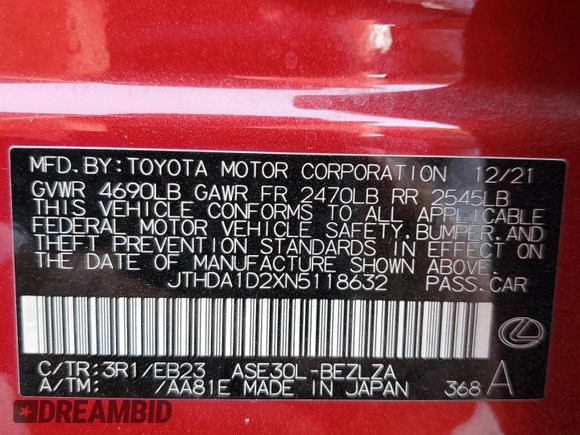 MFD.BY:TOYOTA MOTOR CORPORATION 12/21
GVWR 4690LB GAWR FR 2470LB RR 2545LB
THIS VEHICLE CONFORMS TO ALL APPLICABLE
FEDERAL MOTOR VEHICLE SAFETY,BUMPER,AND
THEFT PREVENTION STANDARDS IN EFFECT ON
THE DATE OF MANUFACTURE SHOWN ABOVE.
JTHDA1D2XN5118632 PASS.CAR
C/TR:3R1/EB23 ASE30L-BEZLZA
A/TM: /AA81E MADE IN JAPAN 368 A
DREAMBID